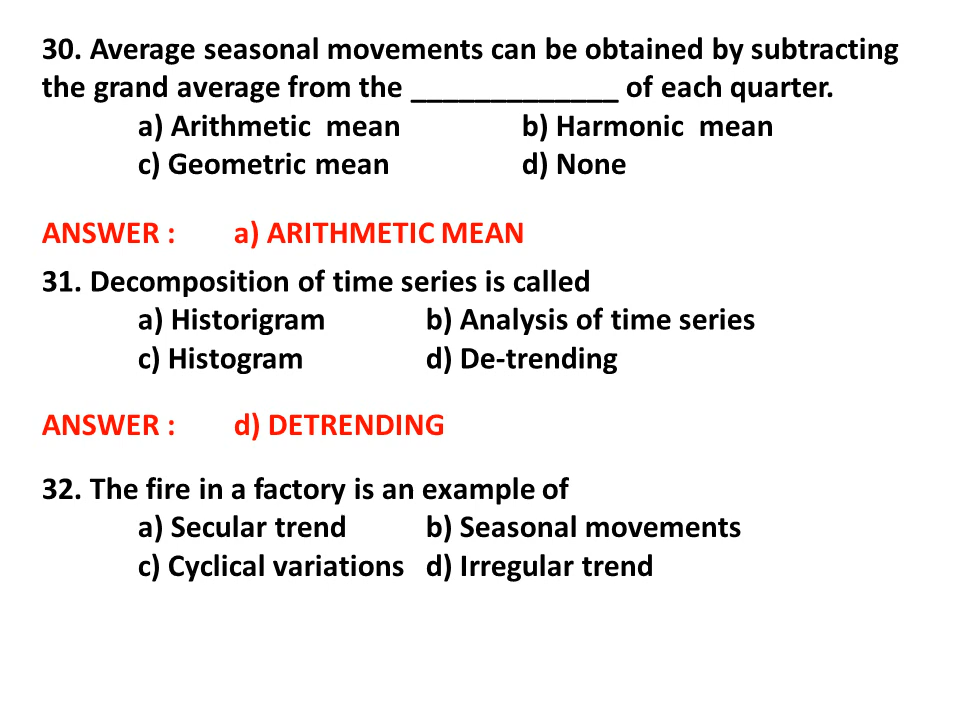 30. Average seasonal movements can be obtained by subtracting
the grand average from the _____________ of each quarter.
a) Arithmetic mean b) Harmonic mean
c) Geometric mean d) None
ANSWER : a) ARITHMETIC MEAN
31. Decomposition of time series is called
a) Historigram b) Analysis of time series
c) Histogram d) De-trending
ANSWER : d) DETRENDING
32. The fire in a factory is an example of
a) Secular trend b) Seasonal movements
c) Cyclical variations d) Irregular trend